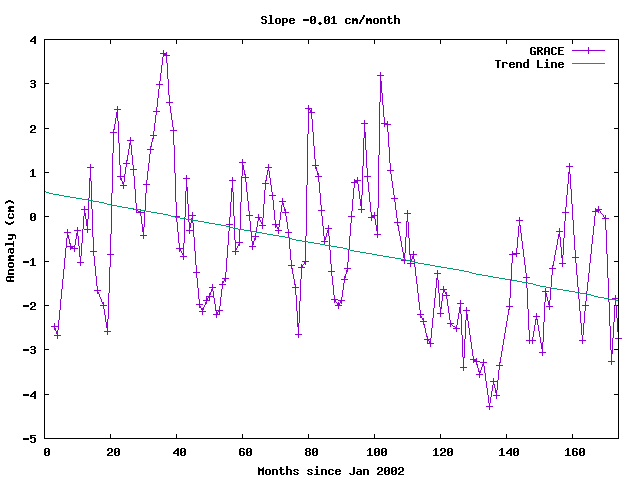 Slope -0.01 cm/month
GRACE
Trend Line
4
3
2
1
0
-1
-2
-3
-4
-5
Anomaly (cm)
0 20 40 60 80 100 120 140 160
Months since Jan 2002